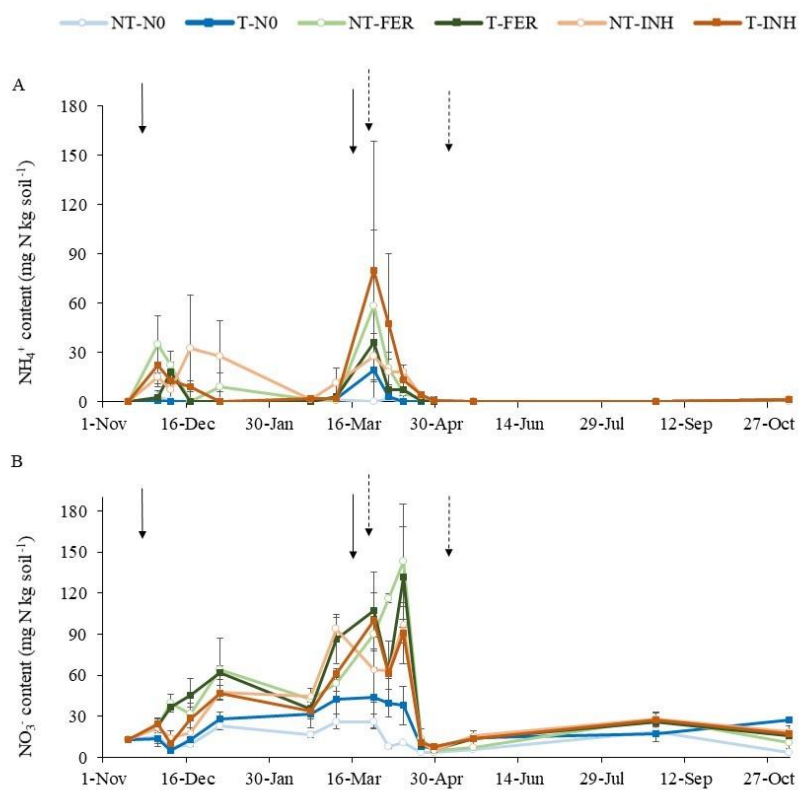 NT-N0 T-N0 NT-FER T-FER NT-INH T-INH
A
NH₄⁺ content (mg N kg soil⁻¹)
180
150
120
90
60
30
0
1-Nov 16-Dec 30-Jan 16-Mar 30-Apr 14-Jun 29-Jul 12-Sep 27-Oct
B
NO₃⁻ content (mg N kg soil⁻¹)
180
150
120
90
60
30
0
1-Nov 16-Dec 30-Jan 16-Mar 30-Apr 14-Jun 29-Jul 12-Sep 27-Oct